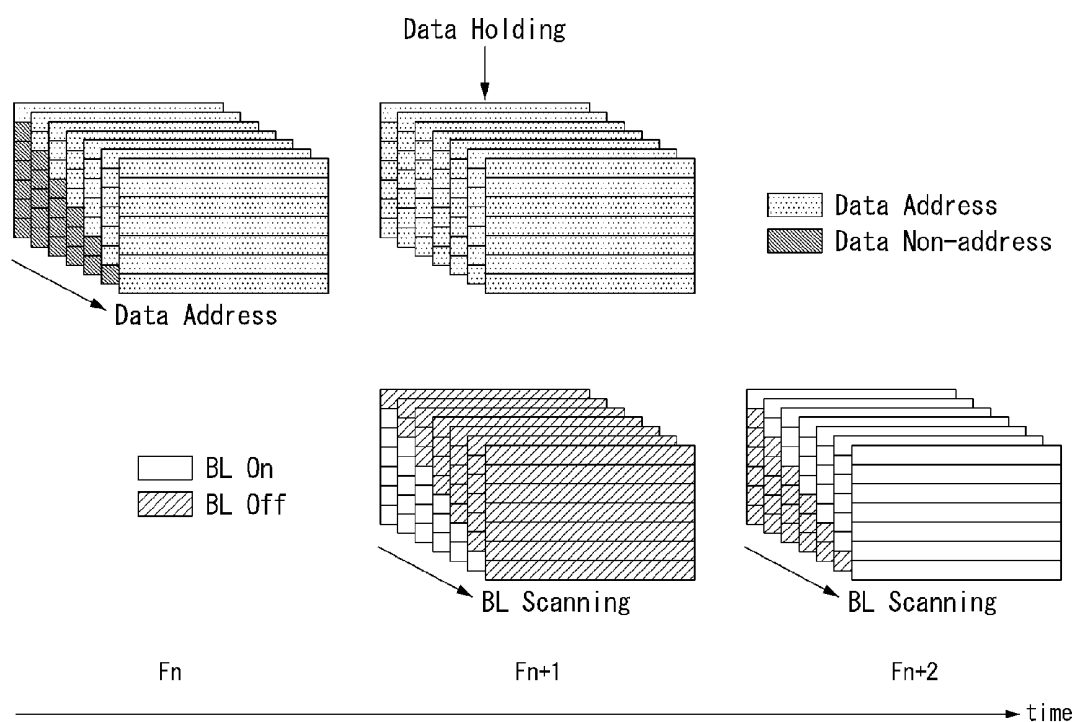 Data Holding
Data Address
Data Non-address
Data Address
BL On
BL Off
BL Scanning
BL Scanning
Fn
Fn+1
Fn+2
time